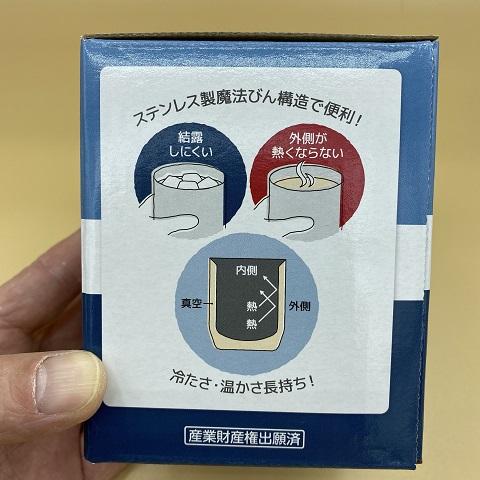 ステンレス製魔法びん構造で便利！
結露
しにくい
外側が
熱くならない
内側
真空
熱
外側
熱
冷たさ・温かさ長持ち！
産業財産権出願済